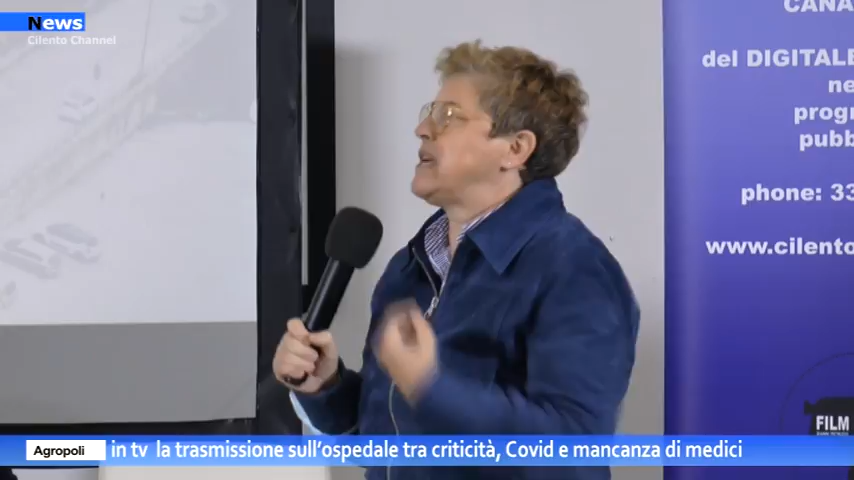 News
Cilento Channel
CANA
del DIGITALE
ne
progr
pubb
phone: 33
www.cilento
FILM
Agropoli in tv la trasmissione sull'ospedale tra criticità, Covid e mancanza di medici